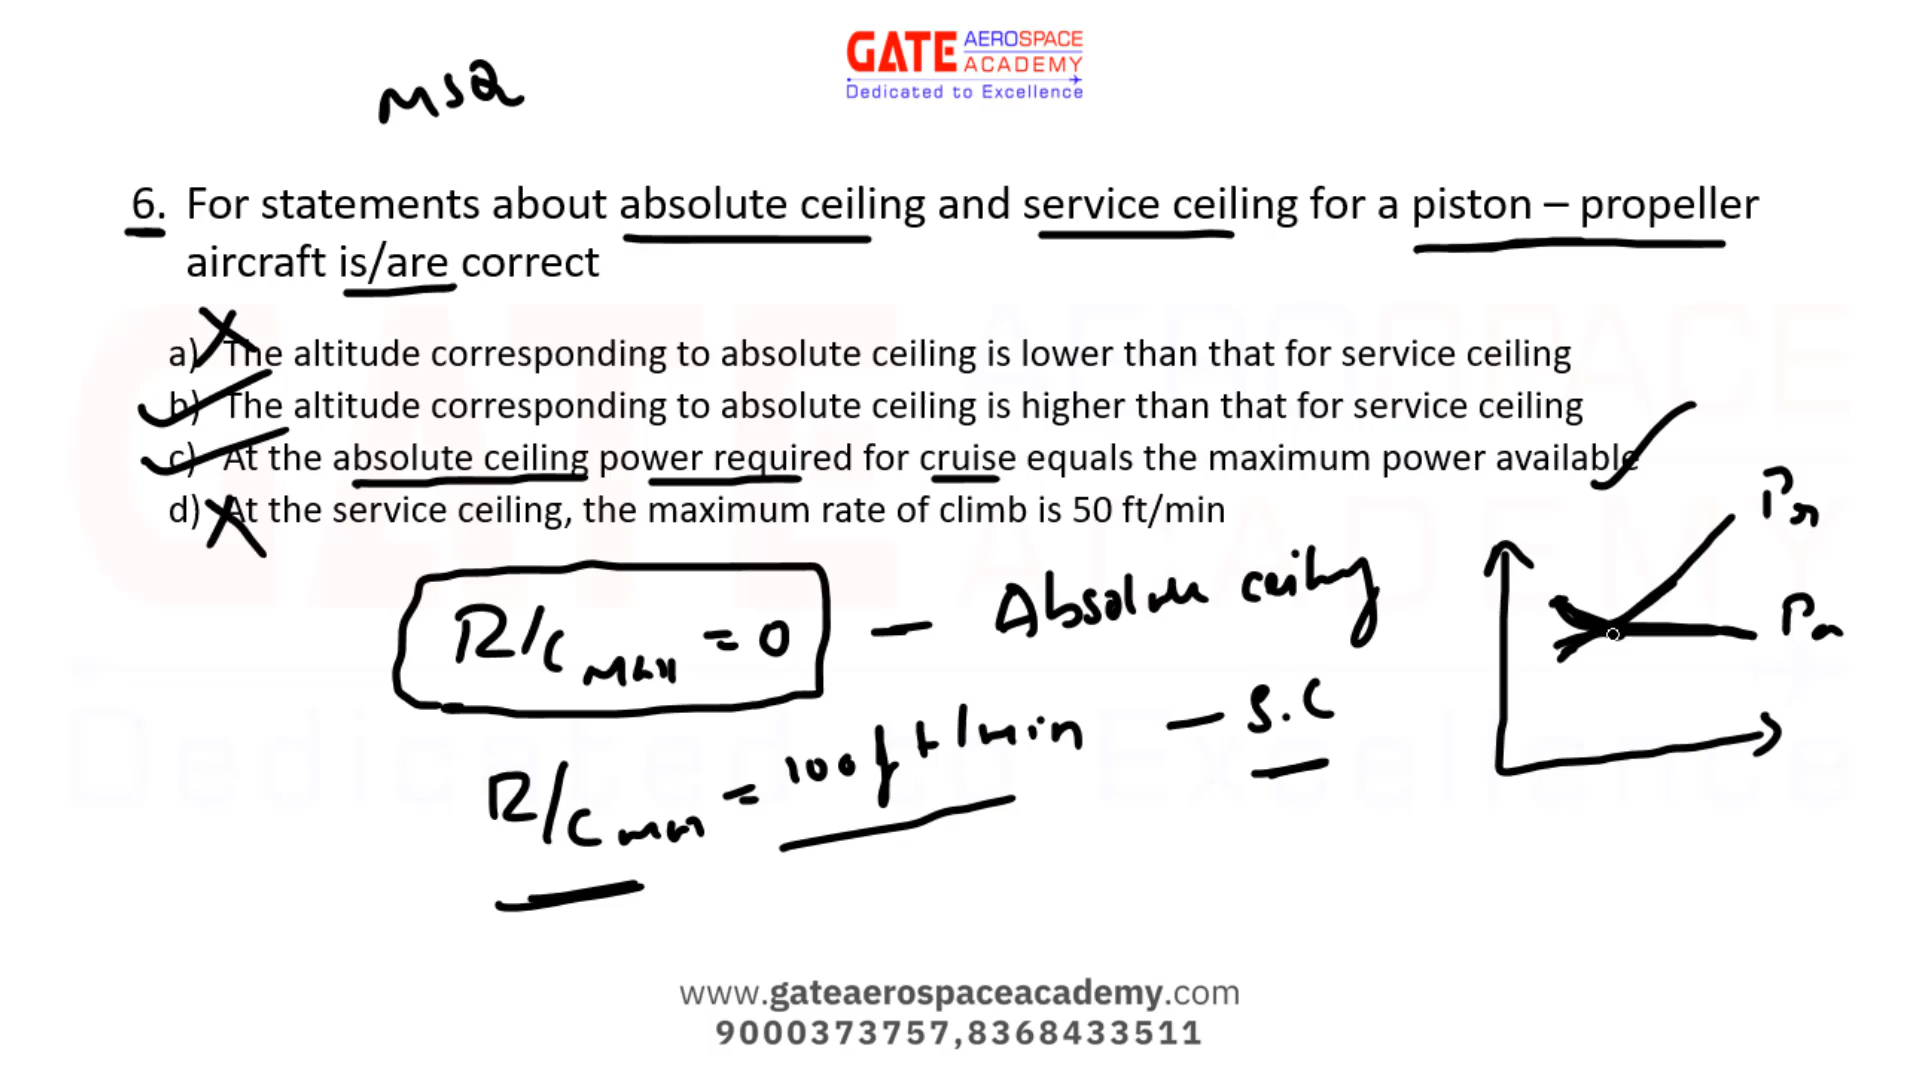 GATE AEROSPACE ACADEMY
Dedicated to Excellence
MSQ
6. For statements about absolute ceiling and service ceiling for a piston – propeller
aircraft is/are correct
a) The altitude corresponding to absolute ceiling is lower than that for service ceiling
b) The altitude corresponding to absolute ceiling is higher than that for service ceiling
c) At the absolute ceiling power required for cruise equals the maximum power available
d) At the service ceiling, the maximum rate of climb is 50 ft/min
R/C max = 0 — Absolute ceiling
R/C max = 100 ft/min — S.C
Pr
Pa
www.gateaerospaceacademy.com
9000373757,8368433511